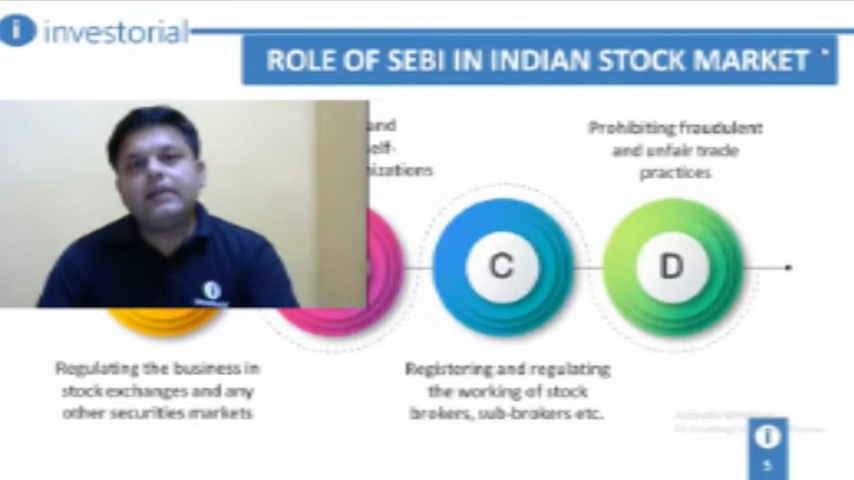 investorial
ROLE OF SEBI IN INDIAN STOCK MARKET
and
self-
nizations
Prohibiting fraudulent
and unfair trade
practices
C
D
Regulating the business in
stock exchanges and any
other securities markets
Registering and regulating
the working of stock
brokers, sub-brokers etc.
5